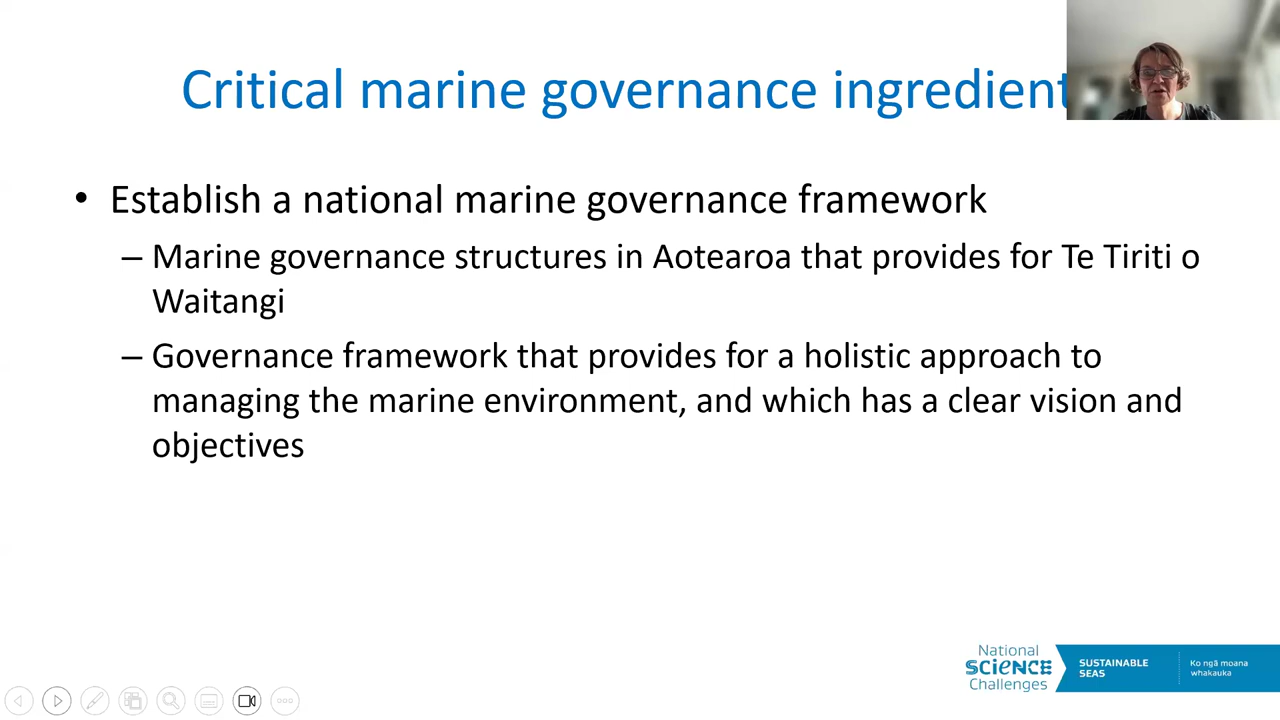 Critical marine governance ingredient
• Establish a national marine governance framework
– Marine governance structures in Aotearoa that provides for Te Tiriti o
Waitangi
– Governance framework that provides for a holistic approach to
managing the marine environment, and which has a clear vision and
objectives
National
SCIENCE
Challenges
SUSTAINABLE
SEAS
Ko ngā moana
whakauka